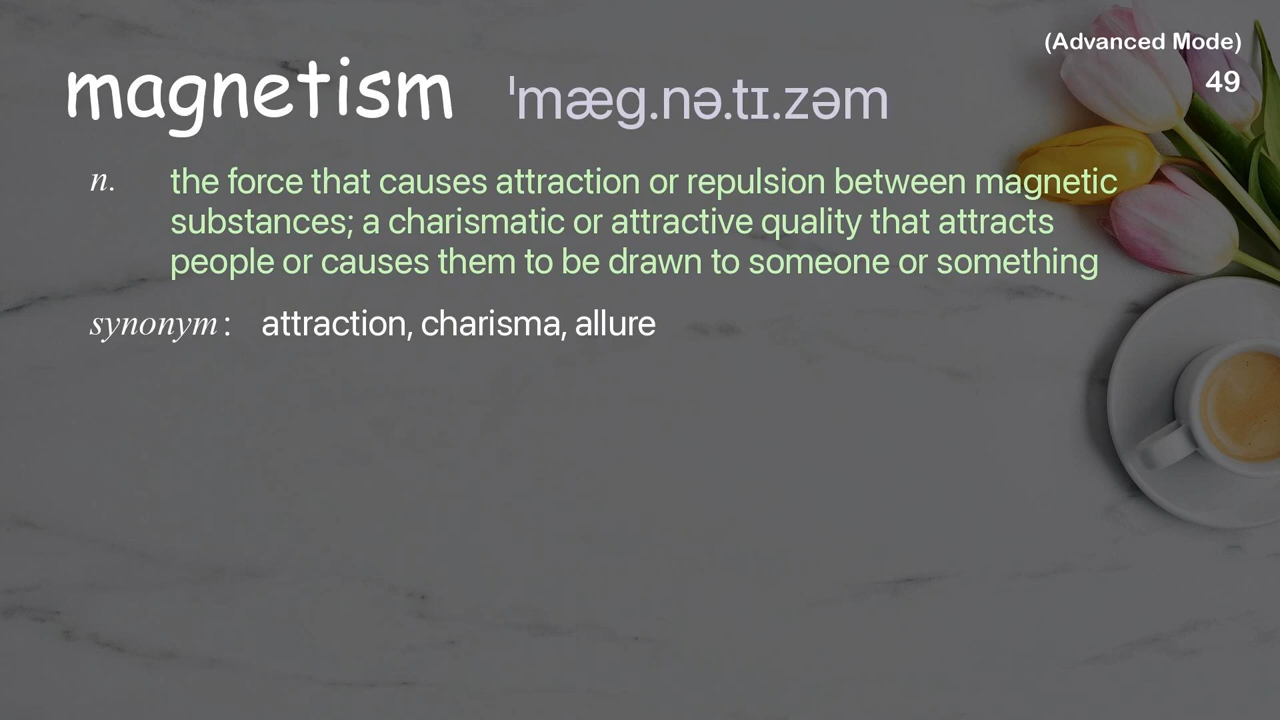 (Advanced Mode)
magnetism ˈmæg.nə.tɪ.zəm
49
n. the force that causes attraction or repulsion between magnetic
substances; a charismatic or attractive quality that attracts
people or causes them to be drawn to someone or something
synonym: attraction, charisma, allure